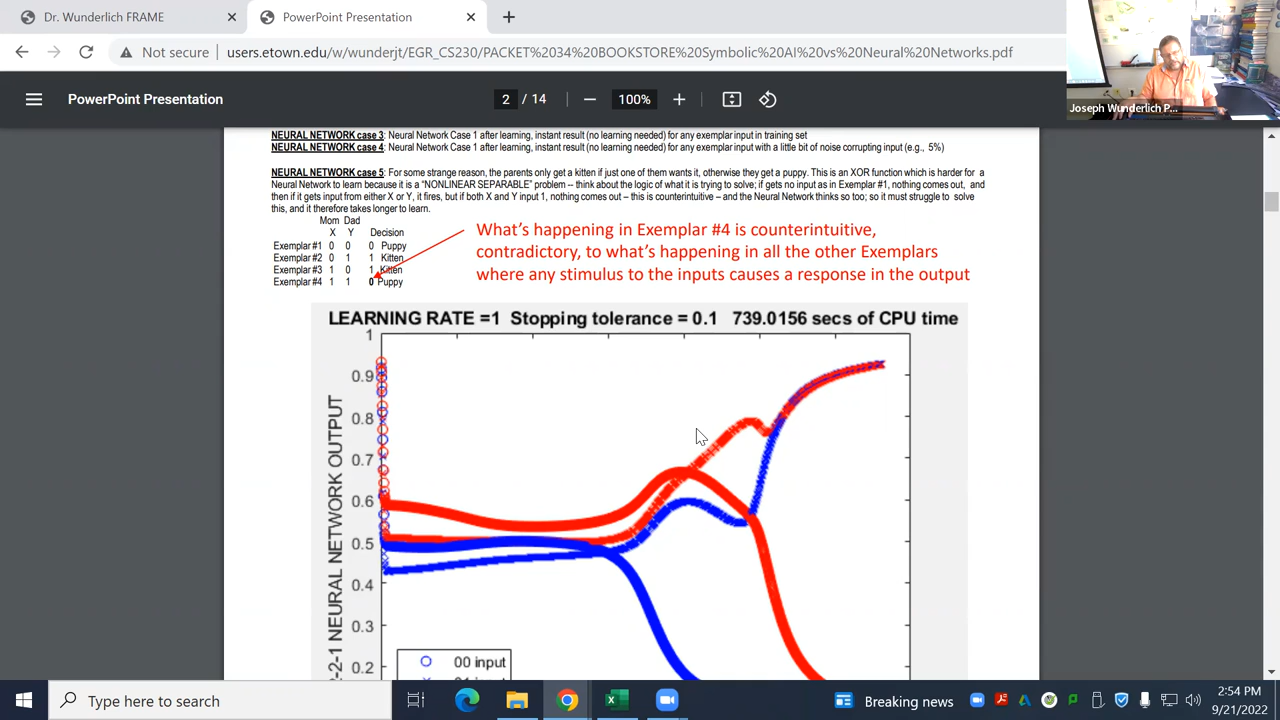 Dr. Wunderlich FRAME
PowerPoint Presentation
Not secure
users.etown.edu/w/wunderjt/EGR_CS230/PACKET%204%20BOOKSTORE%20Symbolic%20AI%20vs%20Neural%20Networks.pdf
PowerPoint Presentation
2 / 14
100%
Joseph Wunderlich P...
NEURAL NETWORK case 3: Neural Network Case 1 after learning, instant result (no learning needed) for any exemplar input in training set
NEURAL NETWORK case 4: Neural Network Case 1 after learning, instant result (no learning needed) for any exemplar input with a little bit of noise corrupting input (e.g., 5%)
NEURAL NETWORK case 5: For some strange reason, the parents only get a kitten if just one of them wants it, otherwise they get a puppy. This is an XOR function which is harder for a
Neural Network to learn because it is a “NONLINEAR SEPARABLE” problem -- think about the logic of what it is trying to solve; if gets no input as in Exemplar #1, nothing comes out, and
then if it gets input from either X or Y, it fires, but if both X and Y input 1, nothing comes out – this is counterintuitive – and the Neural Network thinks so too; so it must struggle to solve
this, and it therefore takes longer to learn.
Mom Dad
X Y Decision
Exemplar #1 0 0 0 Puppy
Exemplar #2 0 1 1 Kitten
Exemplar #3 1 0 1 Kitten
Exemplar #4 1 1 0 Puppy
What’s happening in Exemplar #4 is counterintuitive,
contradictory, to what’s happening in all the other Exemplars
where any stimulus to the inputs causes a response in the output
LEARNING RATE =1 Stopping tolerance = 0.1 739.0156 secs of CPU time
1
0.9
0.8
0.7
0.6
0.5
0.4
0.3
0.2
-2-1 NEURAL NETWORK OUTPUT
00 input
Type here to search
Breaking news
2:54 PM
9/21/2022